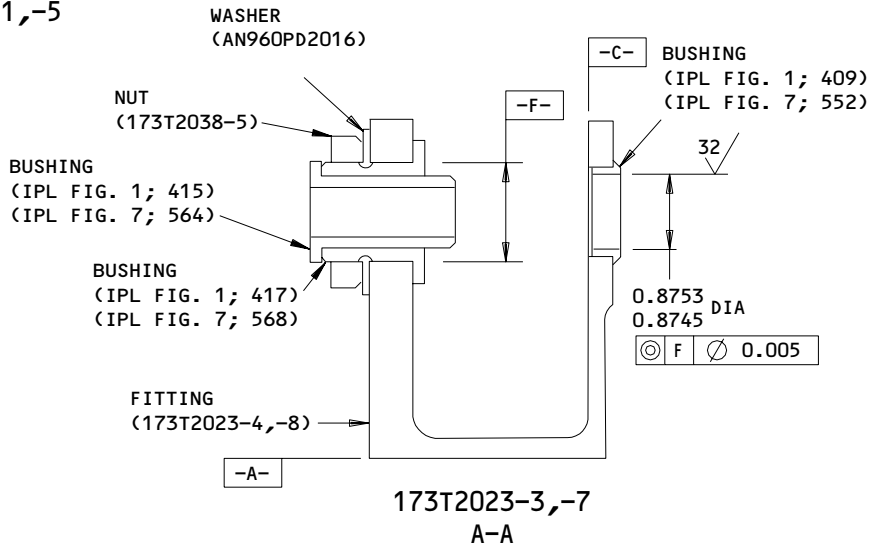 1,-5
WASHER
(AN960PD2016)
-C-
BUSHING
(IPL FIG. 1; 409)
(IPL FIG. 7; 552)
NUT
(173T2038-5)
-F-
32
BUSHING
(IPL FIG. 1; 415)
(IPL FIG. 7; 564)
BUSHING
(IPL FIG. 1; 417)
(IPL FIG. 7; 568)
0.8753
0.8745 DIA
◎ F ∅ 0.005
FITTING
(173T2023-4,-8)
-A-
173T2023-3,-7
A-A